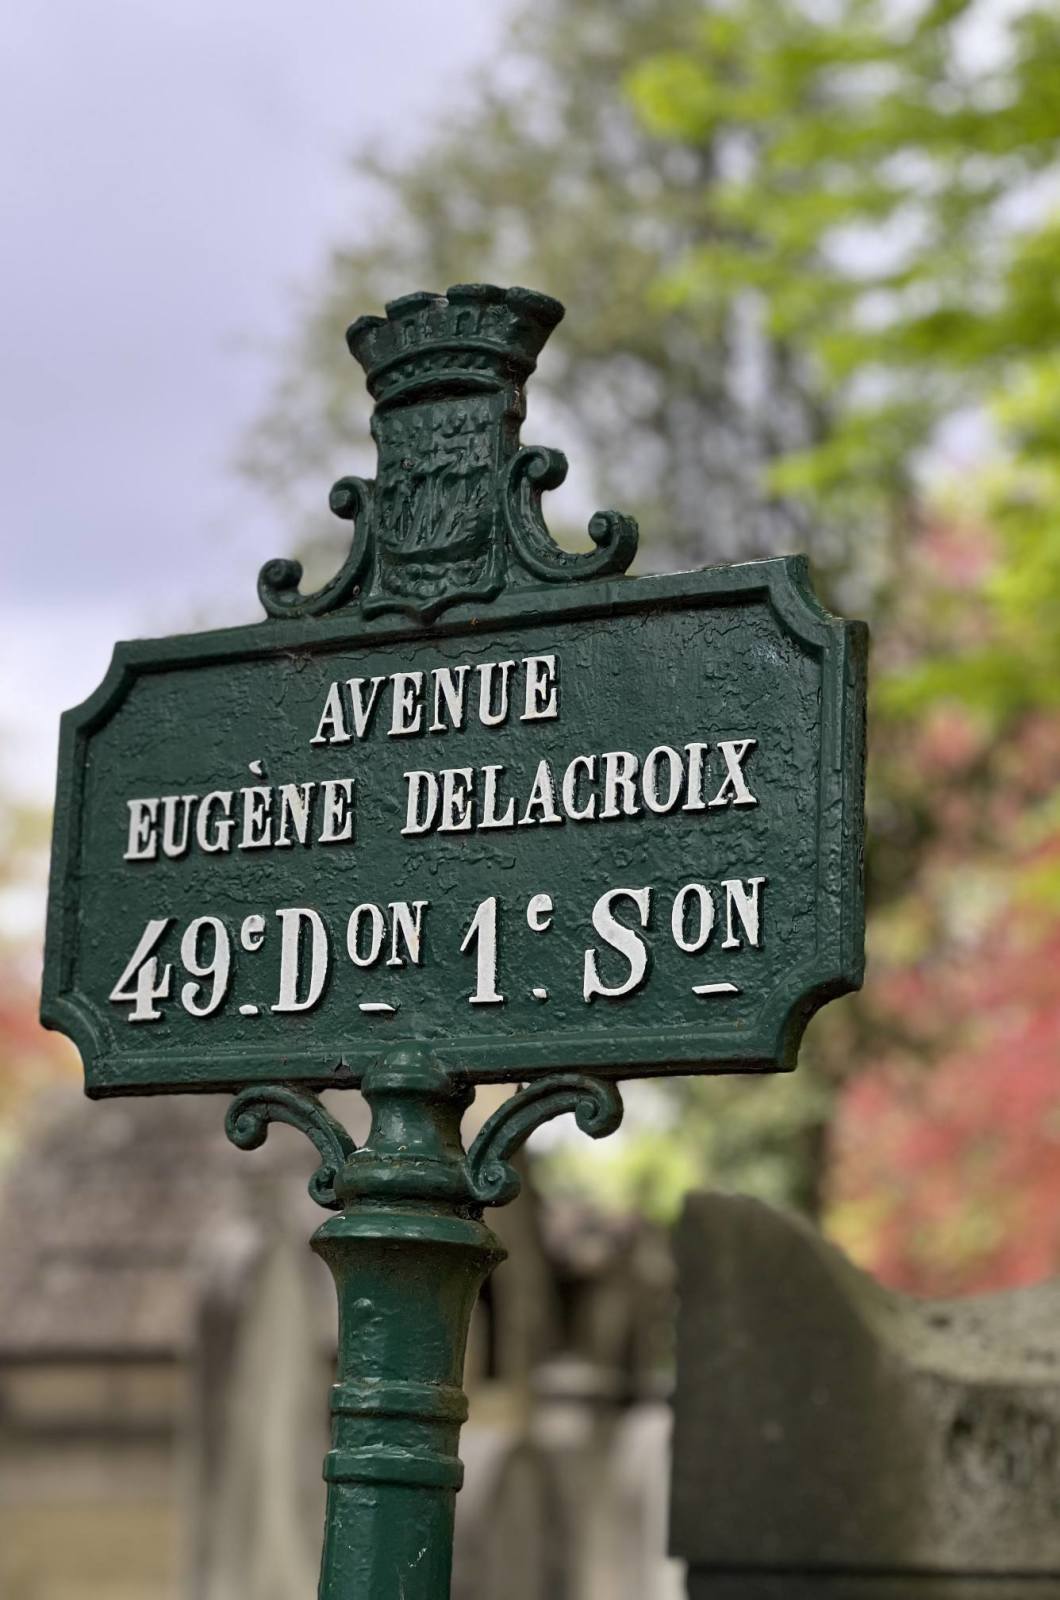 AVENUE
EUGÈNE DELACROIX
49e. Don 1e. Son